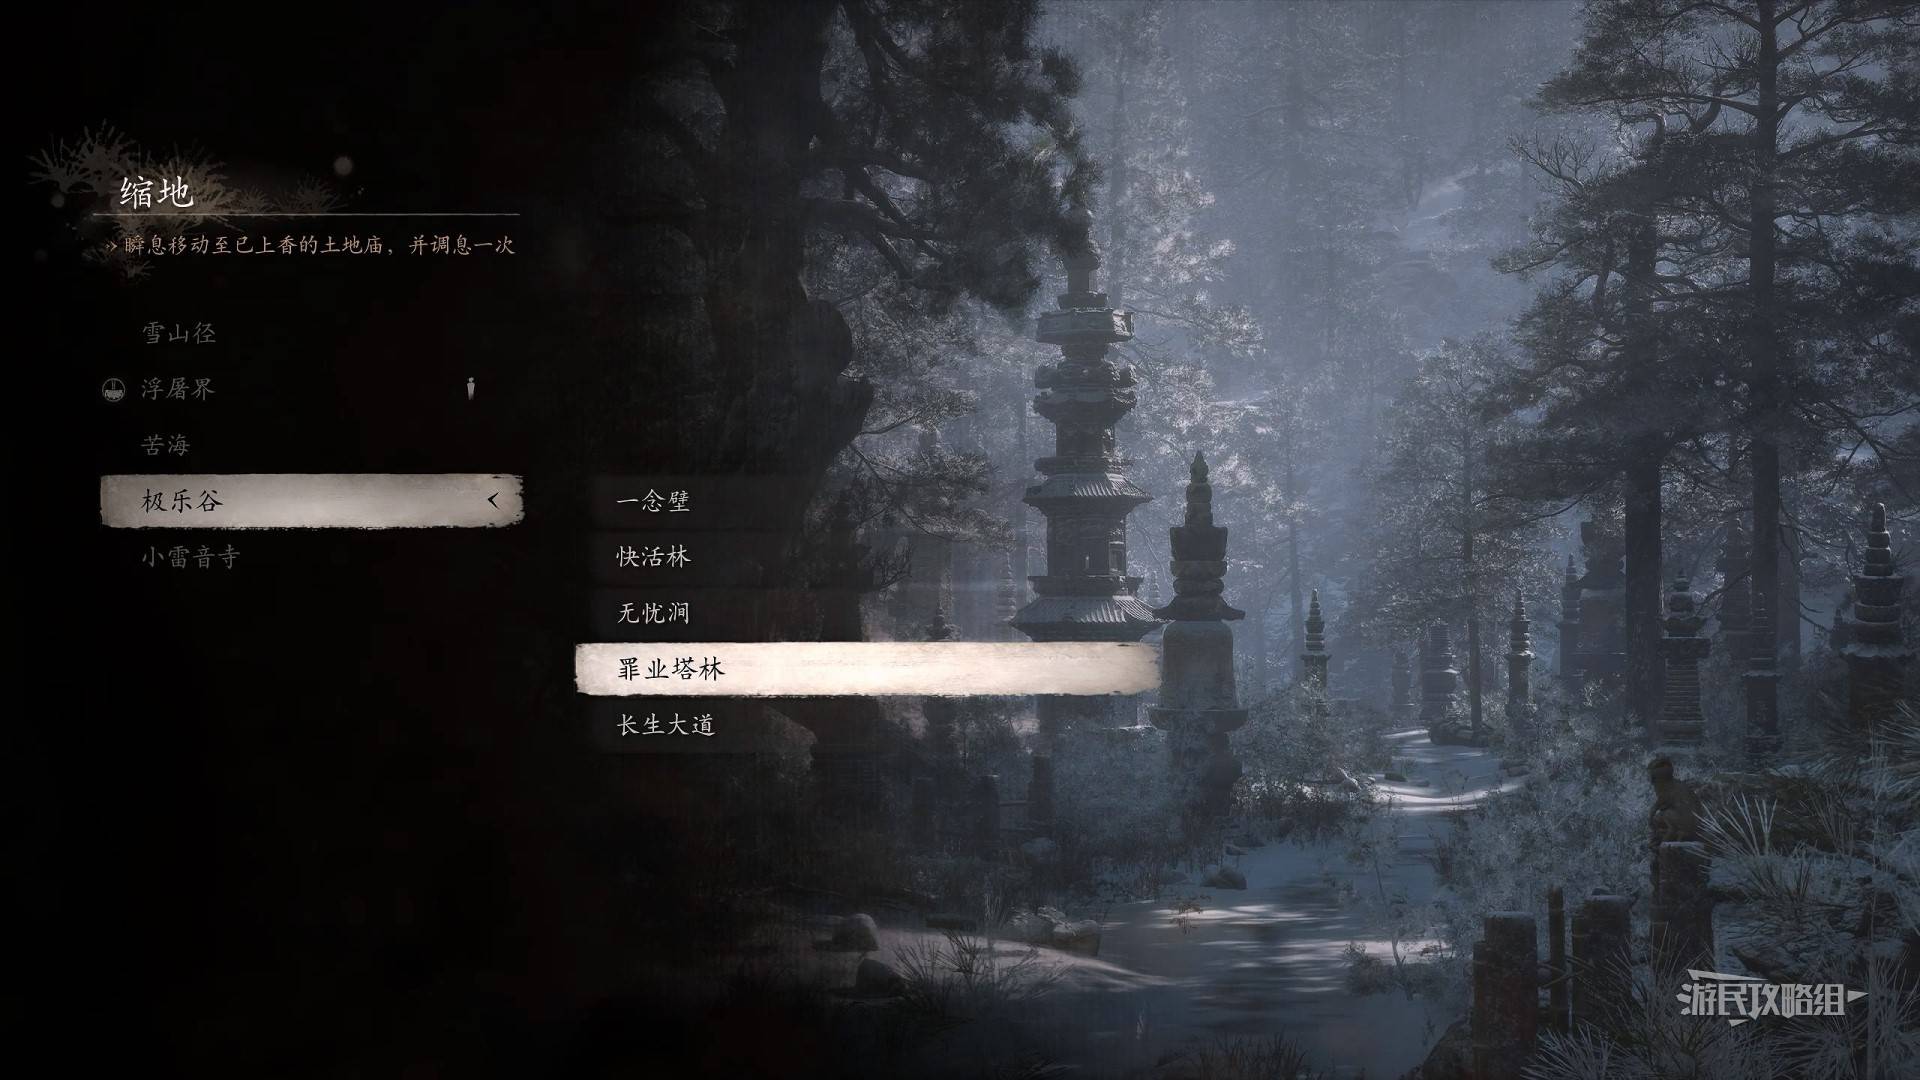 缩地
瞬息移动至已上香的土地庙，并调息一次
雪山径
浮屠界
苦海
极乐谷
小雷音寺
一念壁
快活林
无忧涧
罪业塔林
长生大道
游民攻略组